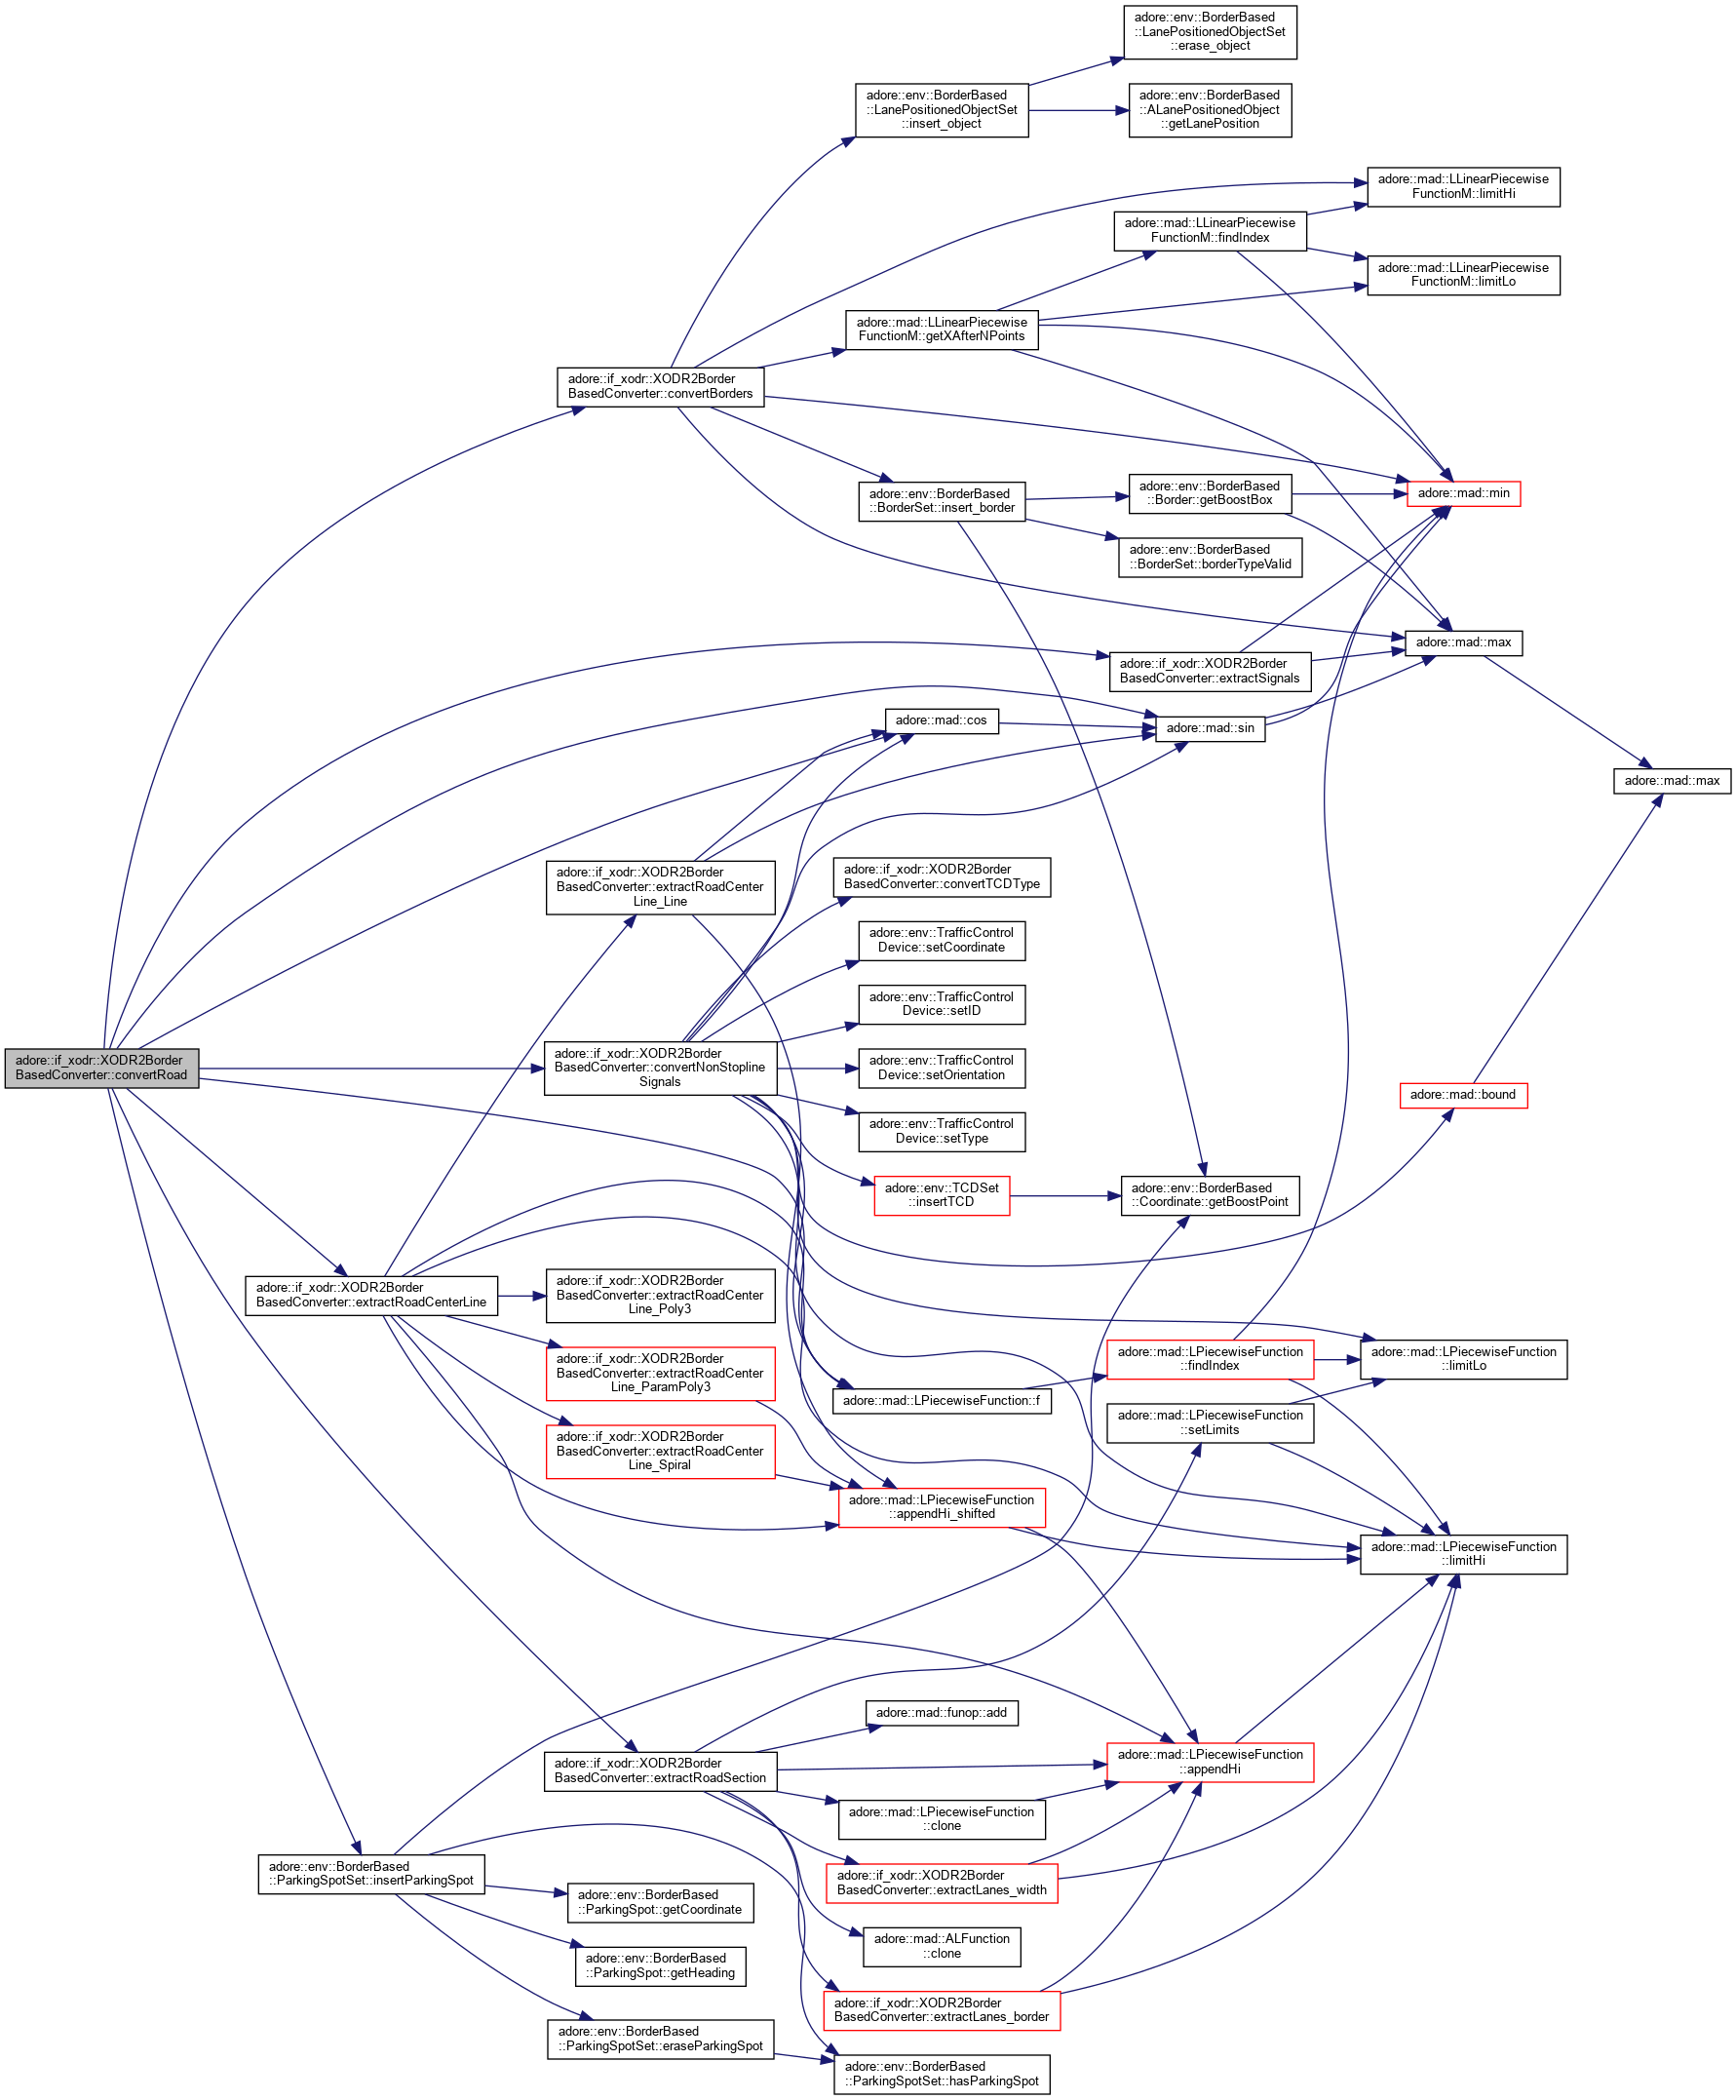 adore::env::BorderBased
::LanePositionedObjectSet
::erase_object
adore::env::BorderBased
::LanePositionedObjectSet
::insert_object
adore::env::BorderBased
::ALanePositionedObject
::getLanePosition
adore::mad::LLinearPiecewise
FunctionM::limitHi
adore::mad::LLinearPiecewise
FunctionM::findIndex
adore::mad::LLinearPiecewise
FunctionM::limitLo
adore::mad::LLinearPiecewise
FunctionM::getXAfterNPoints
adore::if_xodr::XODR2Border
BasedConverter::convertBorders
adore::env::BorderBased
::BorderSet::insert_border
adore::env::BorderBased
::Border::getBoostBox
adore::mad::min
adore::env::BorderBased
::BorderSet::borderTypeValid
adore::mad::max
adore::if_xodr::XODR2Border
BasedConverter::extractSignals
adore::mad::cos
adore::mad::sin
adore::mad::max
adore::if_xodr::XODR2Border
BasedConverter::extractRoadCenter
Line_Line
adore::if_xodr::XODR2Border
BasedConverter::convertTCDType
adore::env::TrafficControl
Device::setCoordinate
adore::env::TrafficControl
Device::setID
adore::if_xodr::XODR2Border
BasedConverter::convertRoad
adore::if_xodr::XODR2Border
BasedConverter::convertNonStopline
Signals
adore::env::TrafficControl
Device::setOrientation
adore::mad::bound
adore::env::TrafficControl
Device::setType
adore::env::TCDSet
::insertTCD
adore::env::BorderBased
::Coordinate::getBoostPoint
adore::if_xodr::XODR2Border
BasedConverter::extractRoadCenterLine
adore::if_xodr::XODR2Border
BasedConverter::extractRoadCenter
Line_Poly3
adore::if_xodr::XODR2Border
BasedConverter::extractRoadCenter
Line_ParamPoly3
adore::mad::LPiecewiseFunction
::findIndex
adore::mad::LPiecewiseFunction
::limitLo
adore::mad::LPiecewiseFunction::f
adore::mad::LPiecewiseFunction
::setLimits
adore::if_xodr::XODR2Border
BasedConverter::extractRoadCenter
Line_Spiral
adore::mad::LPiecewiseFunction
::appendHi_shifted
adore::mad::LPiecewiseFunction
::limitHi
adore::mad::funop::add
adore::if_xodr::XODR2Border
BasedConverter::extractRoadSection
adore::mad::LPiecewiseFunction
::appendHi
adore::mad::LPiecewiseFunction
::clone
adore::env::BorderBased
::ParkingSpotSet::insertParkingSpot
adore::if_xodr::XODR2Border
BasedConverter::extractLanes_width
adore::env::BorderBased
::ParkingSpot::getCoordinate
adore::mad::ALFunction
::clone
adore::env::BorderBased
::ParkingSpot::getHeading
adore::if_xodr::XODR2Border
BasedConverter::extractLanes_border
adore::env::BorderBased
::ParkingSpotSet::eraseParkingSpot
adore::env::BorderBased
::ParkingSpotSet::hasParkingSpot